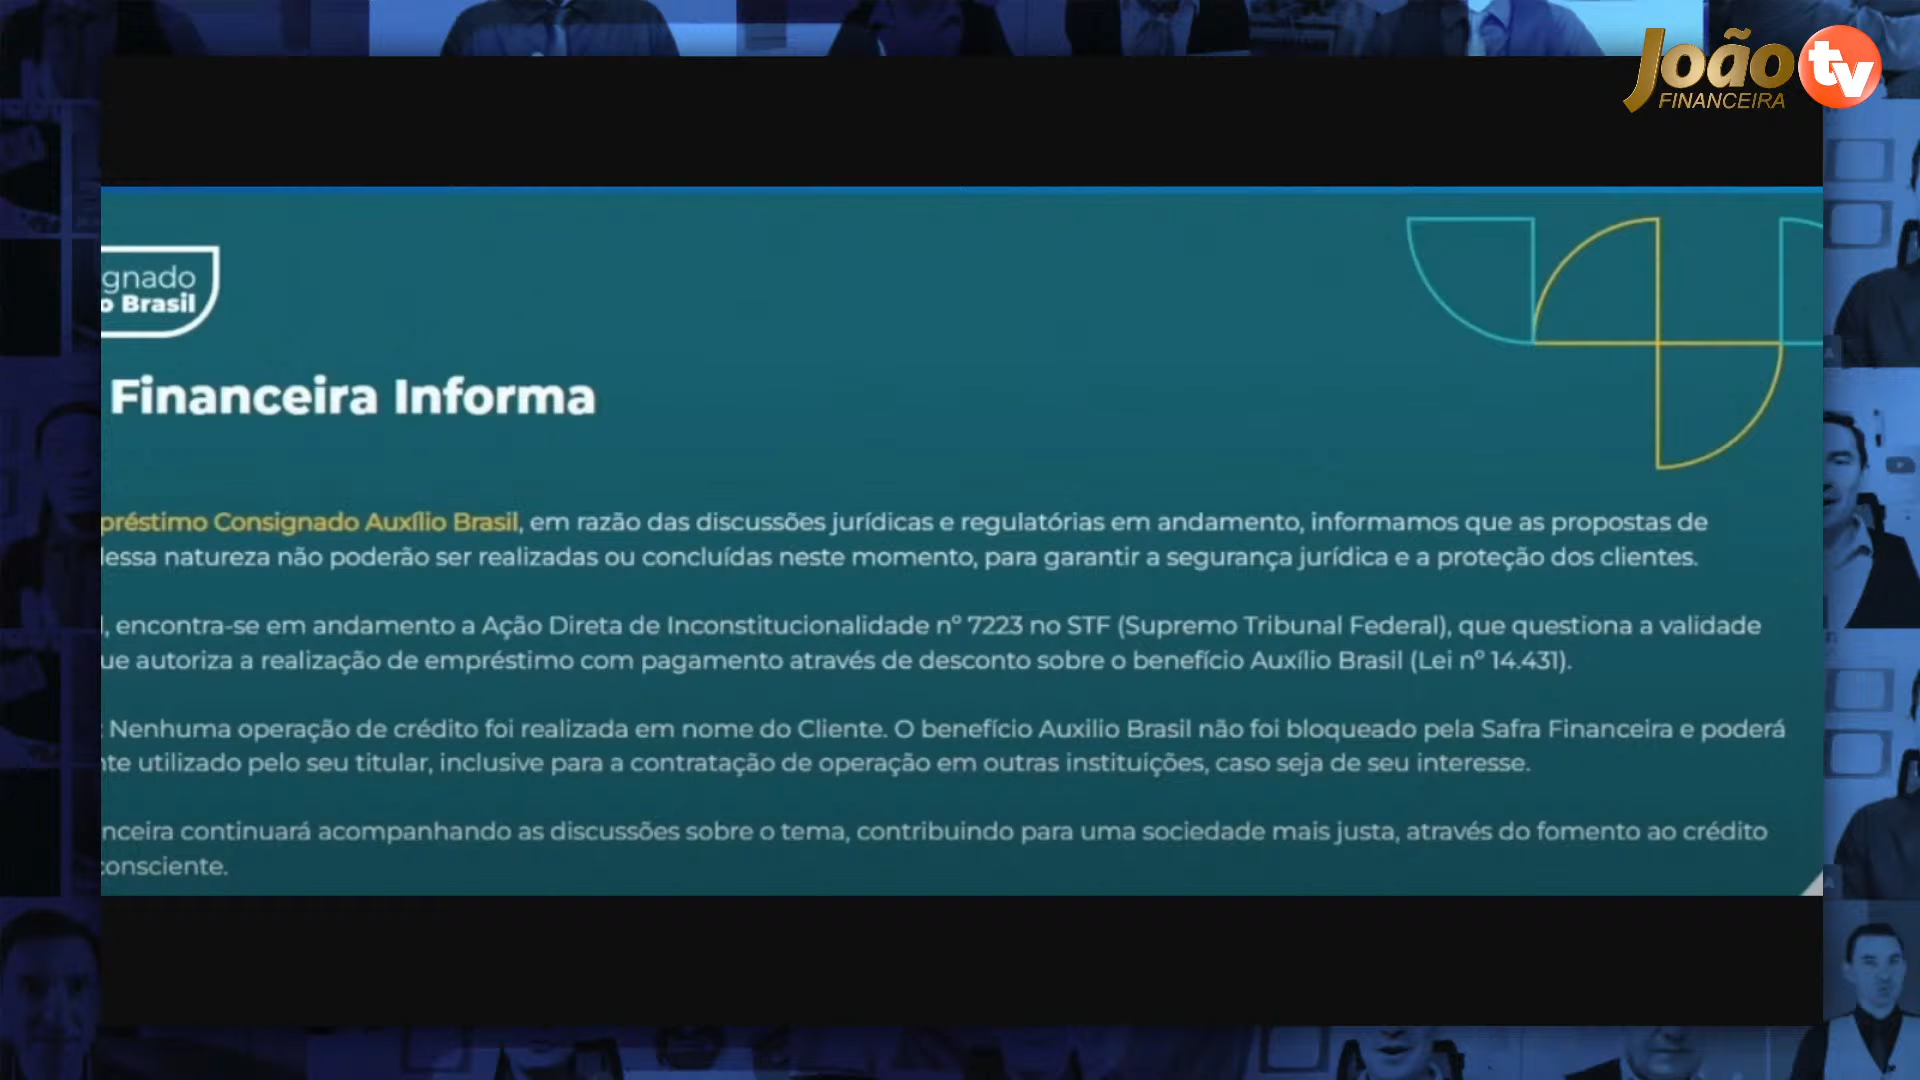 João tv
FINANCEIRA
gnado
o Brasil
Financeira Informa
préstimo Consignado Auxílio Brasil, em razão das discussões jurídicas e regulatórias em andamento, informamos que as propostas de
essa natureza não poderão ser realizadas ou concluídas neste momento, para garantir a segurança jurídica e a proteção dos clientes.
, encontra-se em andamento a Ação Direta de Inconstitucionalidade nº 7223 no STF (Supremo Tribunal Federal), que questiona a validade
ue autoriza a realização de empréstimo com pagamento através de desconto sobre o benefício Auxílio Brasil (Lei nº 14.431).
: Nenhuma operação de crédito foi realizada em nome do Cliente. O benefício Auxilio Brasil não foi bloqueado pela Safra Financeira e poderá
te utilizado pelo seu titular, inclusive para a contratação de operação em outras instituições, caso seja de seu interesse.
nceira continuará acompanhando as discussões sobre o tema, contribuindo para uma sociedade mais justa, através do fomento ao crédito
consciente.